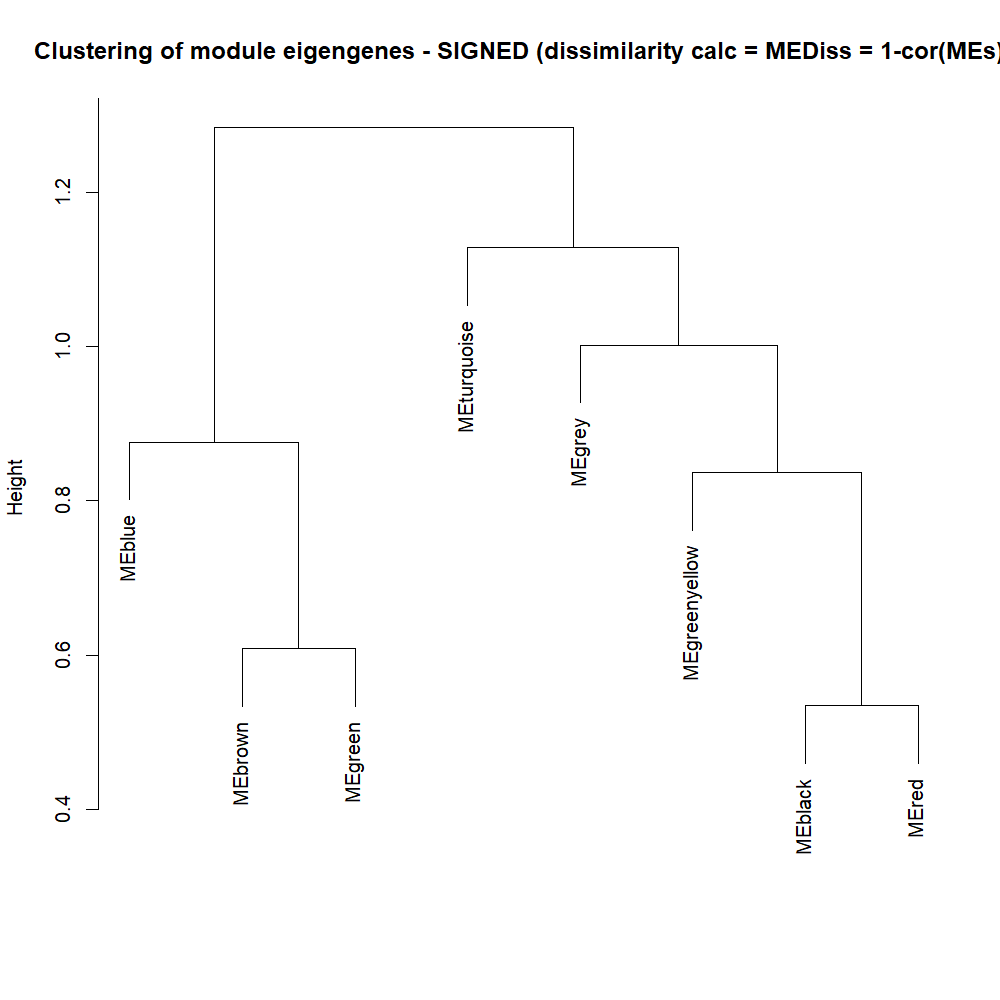 Clustering of module eigengenes - SIGNED (dissimilarity calc = MEDiss = 1-cor(MEs)
Height
1.2
1.0
0.8
0.6
0.4
MEblue
MEbrown
MEgreen
MEturquoise
MEgrey
MEgreenyellow
MEblack
MEred